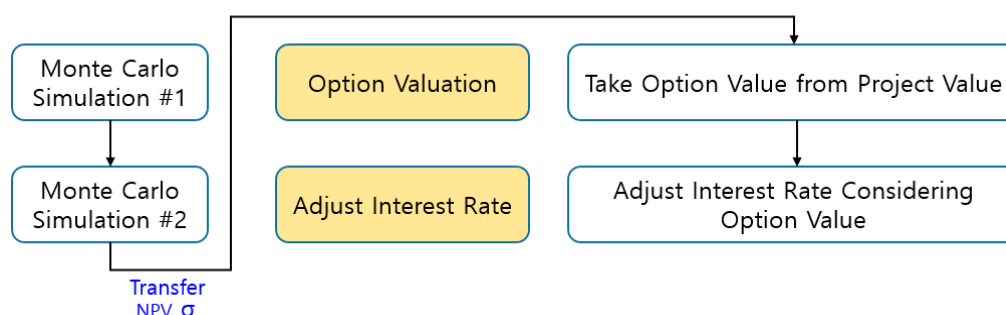 Monte Carlo
Simulation #1
Option Valuation
Take Option Value from Project Value
Monte Carlo
Simulation #2
Adjust Interest Rate
Adjust Interest Rate Considering
Option Value
Transfer
NPV, σ